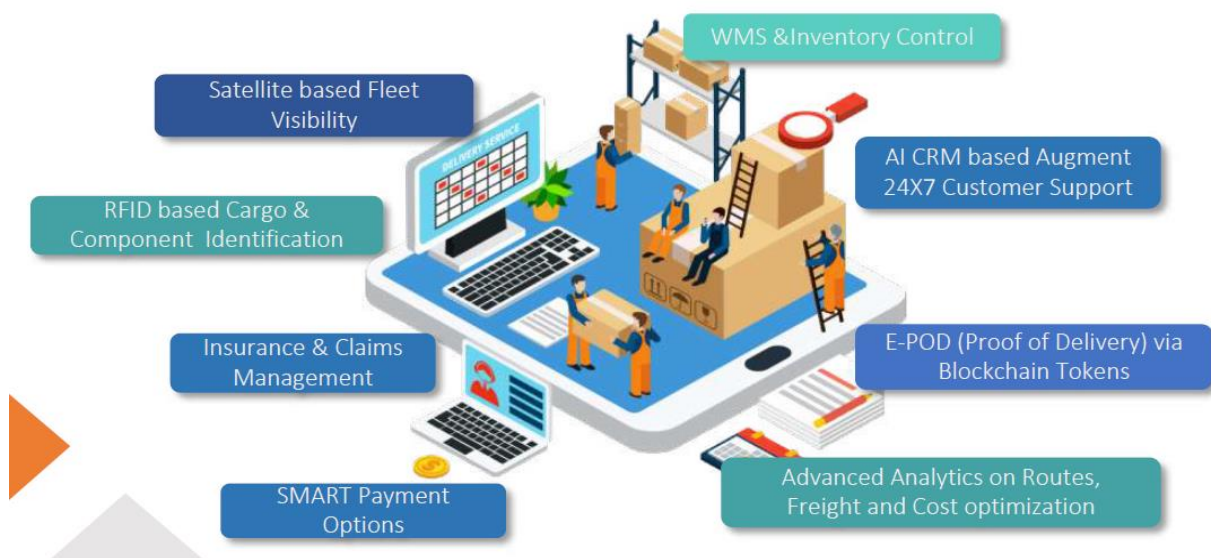 WMS &Inventory Control
Satellite based Fleet
Visibility
DELIVERY SERVICE
AI CRM based Augment
24X7 Customer Support
RFID based Cargo &
Component Identification
Insurance & Claims
Management
E-POD (Proof of Delivery) via
Blockchain Tokens
SMART Payment
Options
Advanced Analytics on Routes,
Freight and Cost optimization